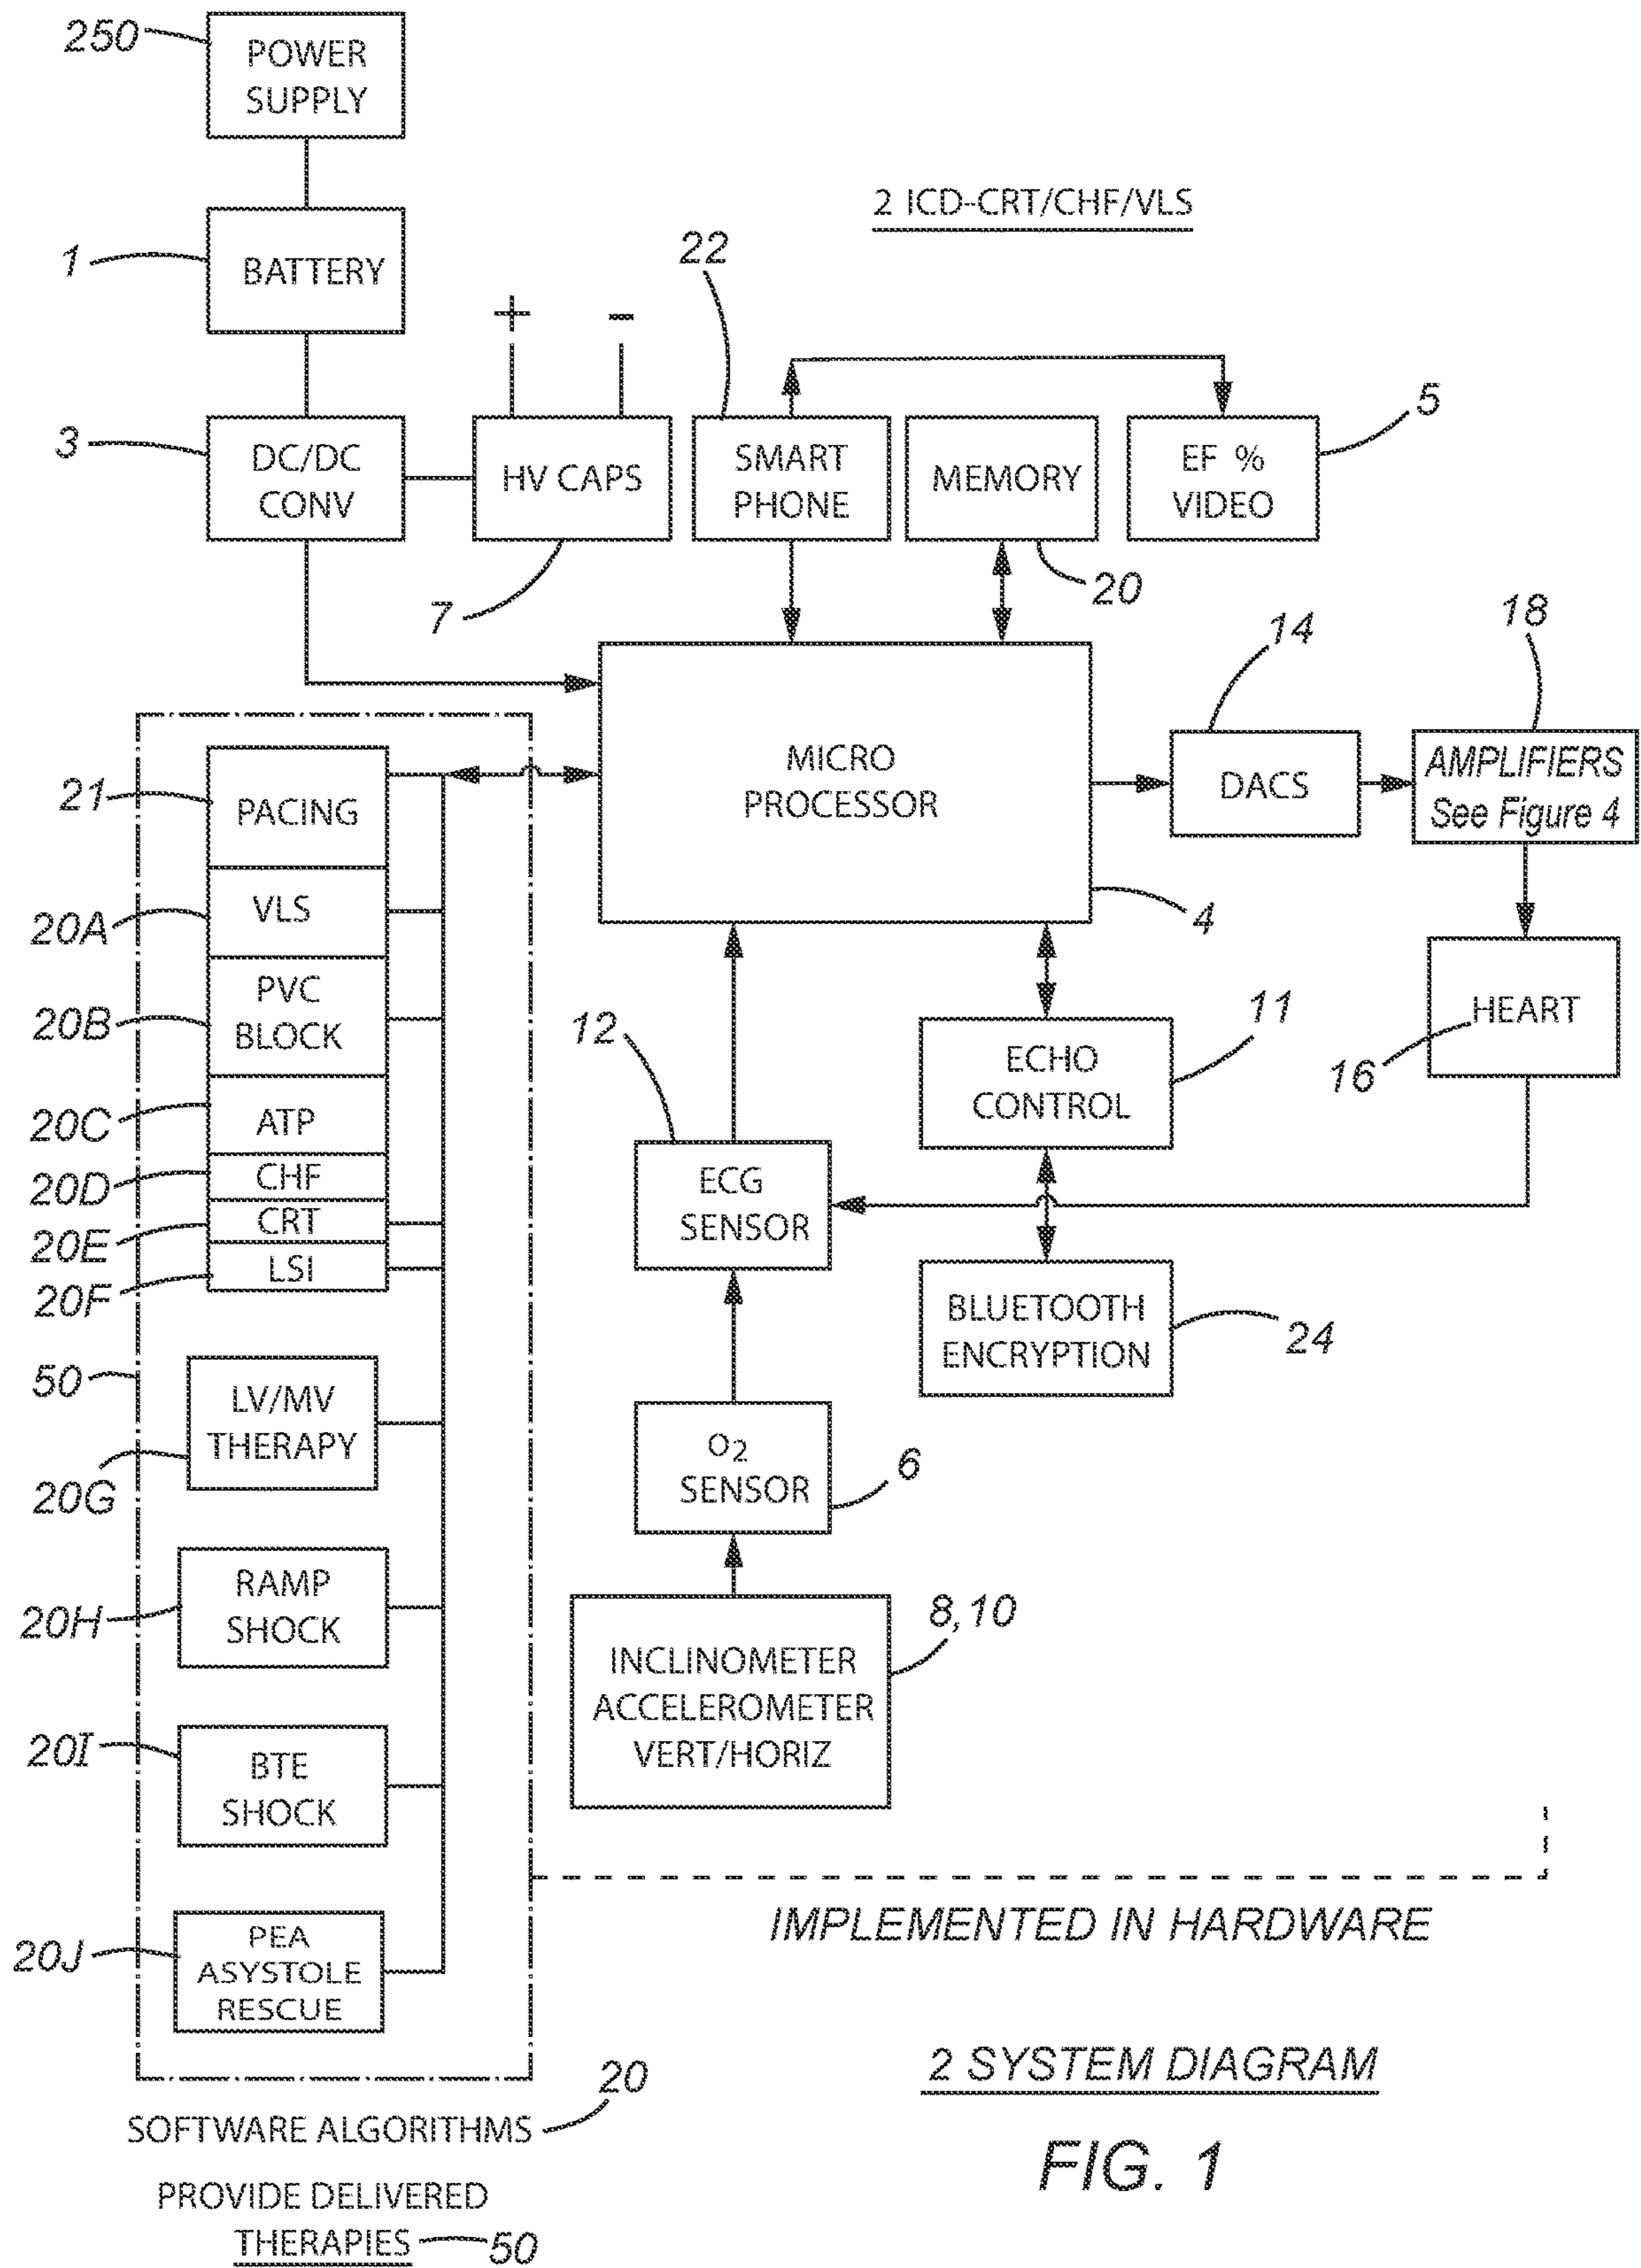 250
POWER
SUPPLY
2 ICD-CRT/CHF/VLS
1
BATTERY
22
+ −
3
DC/DC
CONV
HV CAPS
SMART
PHONE
MEMORY
EF %
VIDEO
5
7
20
14
18
MICRO
PROCESSOR
DACS
AMPLIFIERS
See Figure 4
4
21
PACING
20A
VLS
20B
PVC
BLOCK
20C
ATP
20D
CHF
20E
CRT
20F
LSI
12
ECG
SENSOR
11
ECHO
CONTROL
HEART
16
BLUETOOTH
ENCRYPTION
24
50
LV/MV
THERAPY
20G
O2
SENSOR
6
20H
RAMP
SHOCK
8,10
INCLINOMETER
ACCELEROMETER
VERT/HORIZ
20I
BTE
SHOCK
IMPLEMENTED IN HARDWARE
20J
PEA
ASYSTOLE
RESCUE
2 SYSTEM DIAGRAM
20
SOFTWARE ALGORITHMS
FIG. 1
PROVIDE DELIVERED
THERAPIES 50